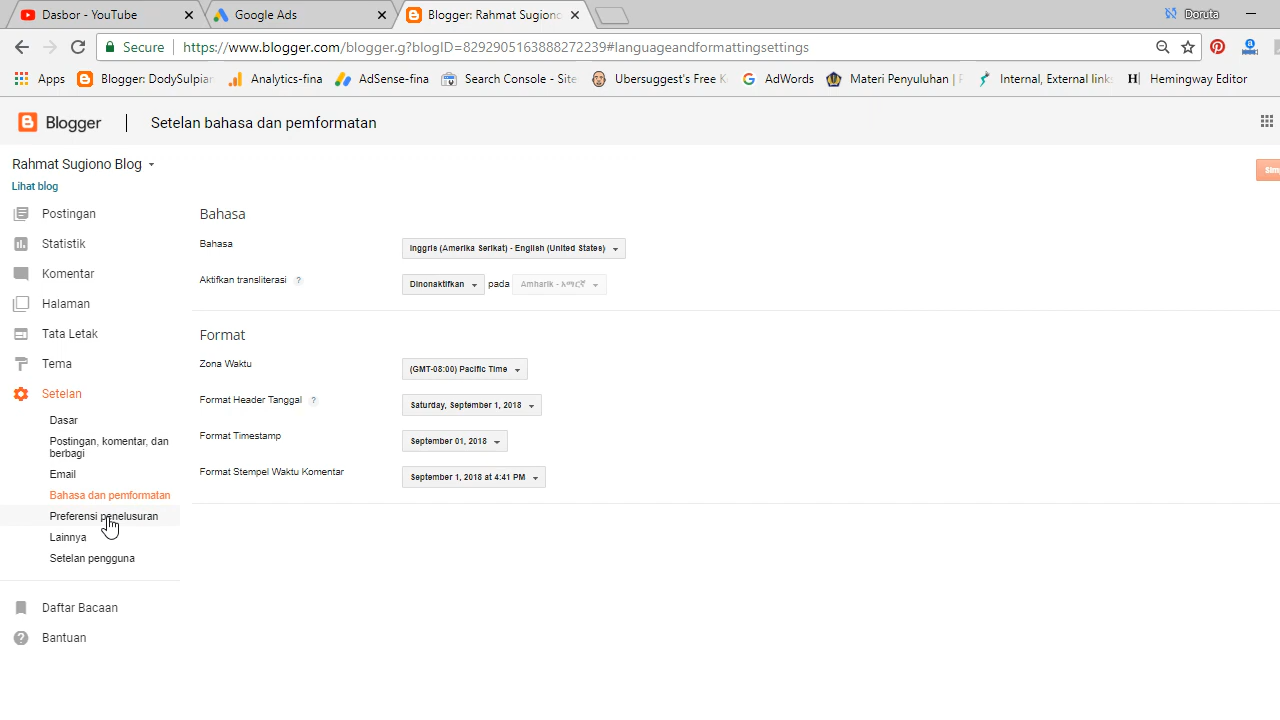 Dasbor - YouTube
Google Ads
Blogger: Rahmat Sugiono
Doruta
Secure
https://www.blogger.com/blogger.g?blogID=8292905163888272239#languageandformattingsettings
Apps
Blogger: DodySulpian
Analytics-fina
AdSense-fina
Search Console - Site
Ubersuggest's Free K
AdWords
Materi Penyuluhan |
Internal, External link
Hemingway Editor
Blogger
Setelan bahasa dan pemformatan
Rahmat Sugiono Blog
Lihat blog
Postingan
Statistik
Komentar
Halaman
Tata Letak
Tema
Setelan
Dasar
Postingan, komentar, dan
berbagi
Email
Bahasa dan pemformatan
Preferensi penelusuran
Lainnya
Setelan pengguna
Daftar Bacaan
Bantuan
Bahasa
Bahasa Inggris (Amerika Serikat) - English (United States)
Aktifkan transliterasi ? Dinonaktifkan pada Amharik - አማርኛ
Format
Zona Waktu (GMT-08:00) Pacific Time
Format Header Tanggal ? Saturday, September 1, 2018
Format Timestamp September 01, 2018
Format Stempel Waktu Komentar September 1, 2018 at 4:41 PM